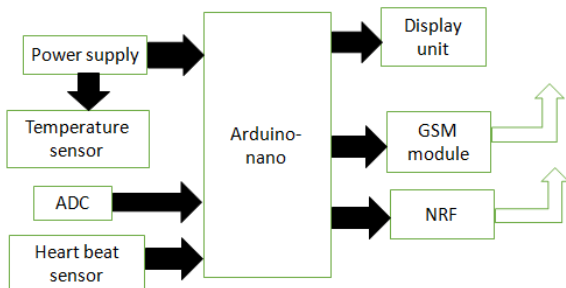 Power supply
Temperature
sensor
ADC
Heart beat
sensor
Arduino-
nano
Display
unit
GSM
module
NRF